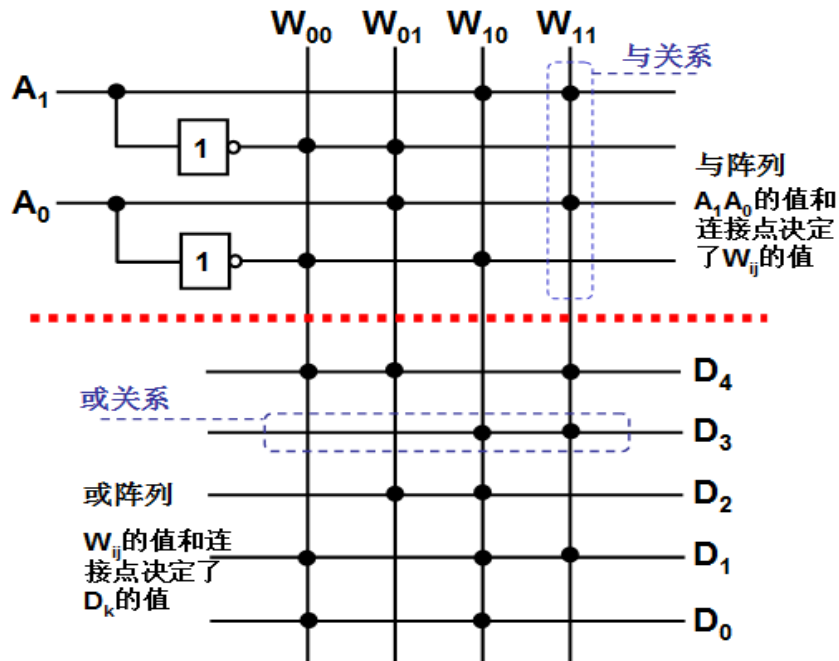 W₀₀ W₀₁ W₁₀ W₁₁
与关系
A₁
1
与阵列
A₀
A₁A₀的值和
连接点决定
了Wᵢⱼ的值
1
D₄
或关系
D₃
或阵列
D₂
Wᵢⱼ的值和连
接点决定了
Dₖ的值
D₁
D₀